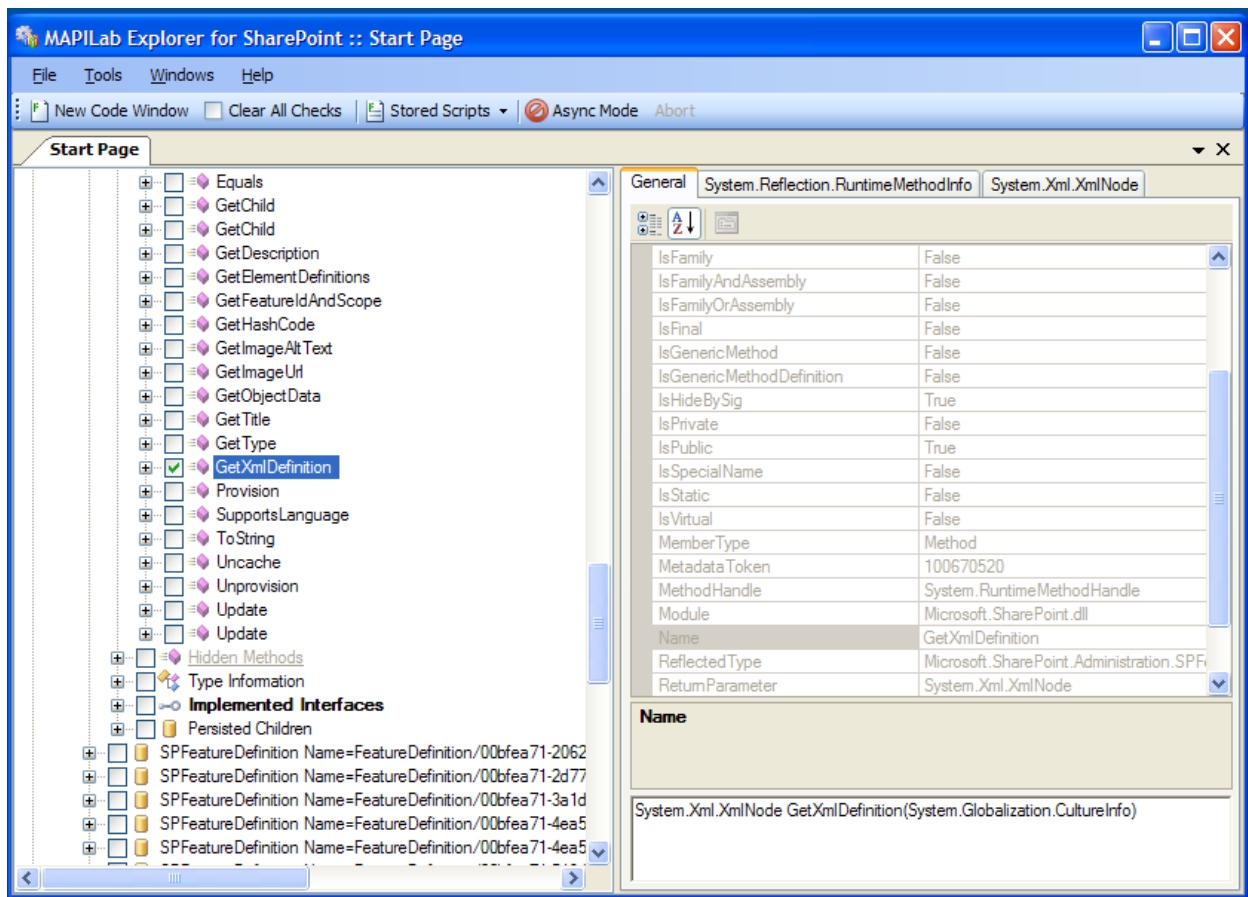 MAPILab Explorer for SharePoint :: Start Page
File Tools Windows Help
New Code Window Clear All Checks Stored Scripts Async Mode Abort
Start Page
Equals
GetChild
GetChild
GetDescription
GetElementDefinitions
GetFeatureIdAndScope
GetHashCode
GetImageAltText
GetImageUrl
GetObjectData
GetTitle
GetType
GetXmlDefinition
Provision
SupportsLanguage
ToString
Uncache
Unprovision
Update
Update
Hidden Methods
Type Information
Implemented Interfaces
Persisted Children
SPFeatureDefinition Name=FeatureDefinition/00bfea71-2062
SPFeatureDefinition Name=FeatureDefinition/00bfea71-2d77
SPFeatureDefinition Name=FeatureDefinition/00bfea71-3a1d
SPFeatureDefinition Name=FeatureDefinition/00bfea71-4ea5
SPFeatureDefinition Name=FeatureDefinition/00bfea71-4ea5
General System.Reflection.RuntimeMethodInfo System.Xml.XmlNode
IsFamily False
IsFamilyAndAssembly False
IsFamilyOrAssembly False
IsFinal False
IsGenericMethod False
IsGenericMethodDefinition False
IsHideBySig True
IsPrivate False
IsPublic True
IsSpecialName False
IsStatic False
IsVirtual False
MemberType Method
MetadataToken 100670520
MethodHandle System.RuntimeMethodHandle
Module Microsoft.SharePoint.dll
Name GetXmlDefinition
ReflectedType Microsoft.SharePoint.Administration.SPF
ReturnParameter System.Xml.XmlNode
Name
System.Xml.XmlNode GetXmlDefinition(System.Globalization.CultureInfo)